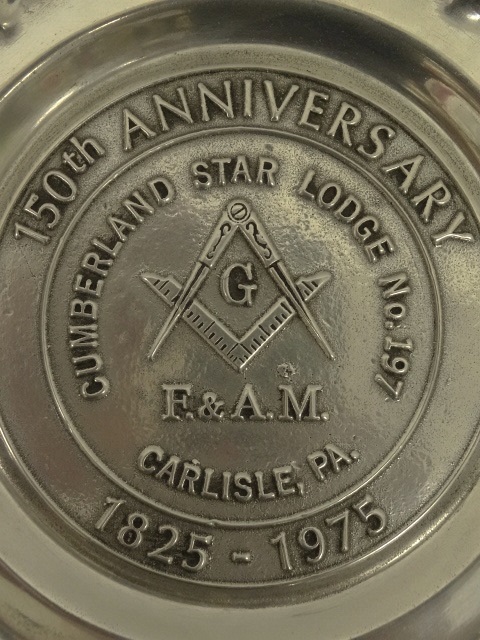 150th ANNIVERSARY
CUMBERLAND STAR LODGE No. 197
G
F. & A. M.
CARLISLE, PA.
1825 - 1975